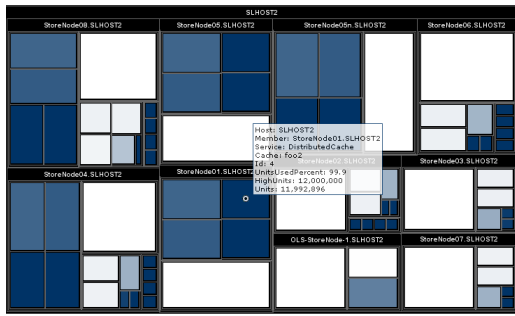 SLHOST2
StoreNode08.SLHOST2
StoreNode05.SLHOST2
StoreNode05n.SLHOST2
StoreNode06.SLHOST2
Host: SLHOST2
Member: StoreNode01.SLHOST2
Service: DistributedCache
Cache: foo2
Id: 4
UnitsUsedPercent: 99.9
HighUnits: 12,000,000
Units: 11,992,896
StoreNode04.SLHOST2
StoreNode01.SLHOST2
StoreNode02.SLHOST2
StoreNode03.SLHOST2
OLS-StoreNode-1.SLHOST2
StoreNode07.SLHOST2